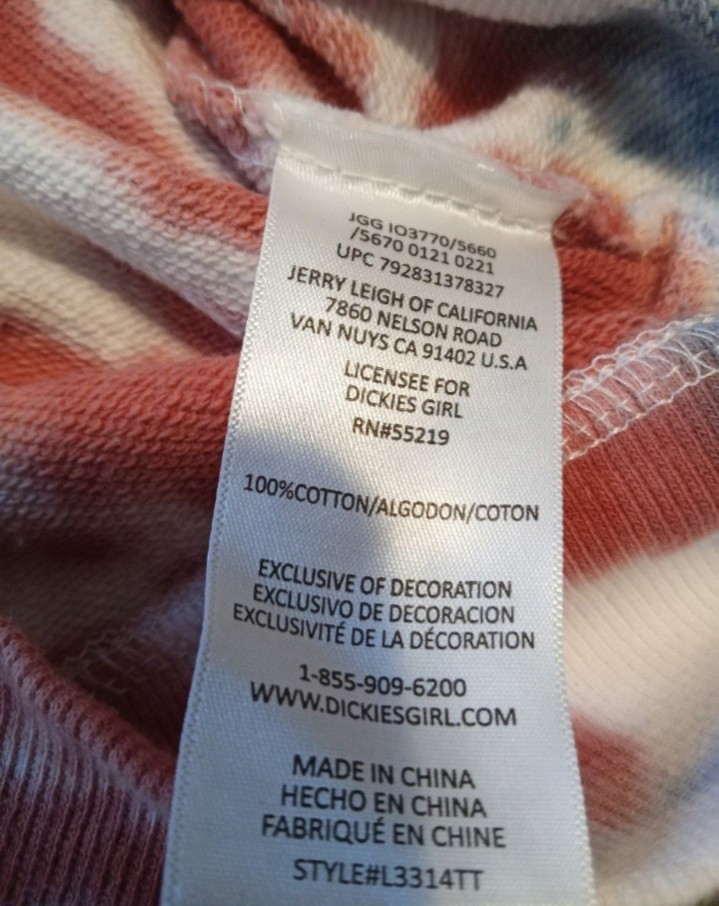 JGG IO3770/5660
/5670 0121 0221
UPC 792831378327
JERRY LEIGH OF CALIFORNIA
7860 NELSON ROAD
VAN NUYS CA 91402 U.S.A
LICENSEE FOR
DICKIES GIRL
RN#55219
100%COTTON/ALGODON/COTON
EXCLUSIVE OF DECORATION
EXCLUSIVO DE DECORACION
EXCLUSIVITÉ DE LA DÉCORATION
1-855-909-6200
WWW.DICKIESGIRL.COM
MADE IN CHINA
HECHO EN CHINA
FABRIQUÉ EN CHINE
STYLE#L3314TT